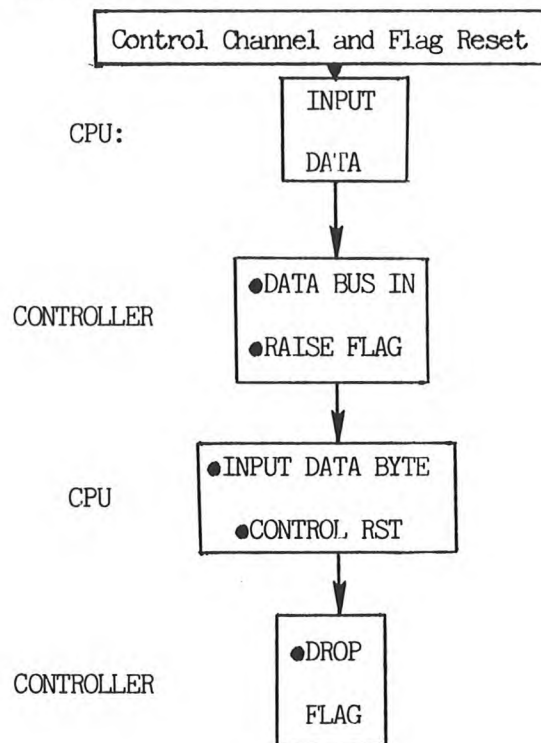 Control Channel and Flag Reset
INPUT
CPU:
DATA
●DATA BUS IN
CONTROLLER
●RAISE FLAG
●INPUT DATA BYTE
CPU
●CONTROL RST
●DROP
CONTROLLER
FLAG